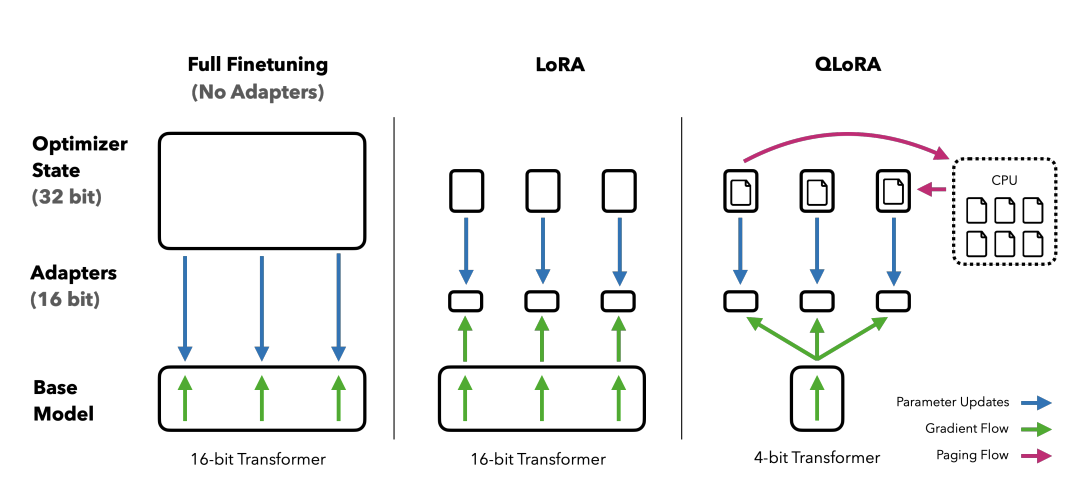 Full Finetuning
(No Adapters)
LoRA
QLoRA
Optimizer
State
(32 bit)
CPU
Adapters
(16 bit)
Base
Model
Parameter Updates
Gradient Flow
Paging Flow
16-bit Transformer
16-bit Transformer
4-bit Transformer